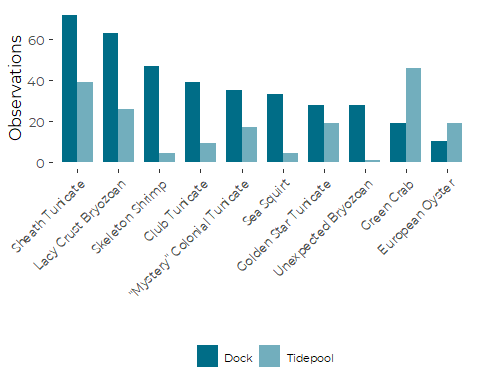 Observations
60
40
20
0
Sheath Tunicate
Lacy Crust Bryozoan
Skeleton Shrimp
Club Tunicate
"Mystery" Colonial Tunicate
Sea Squirt
Golden Star Tunicate
Unexpected Bryozoan
Green Crab
European Oyster
Dock Tidepool